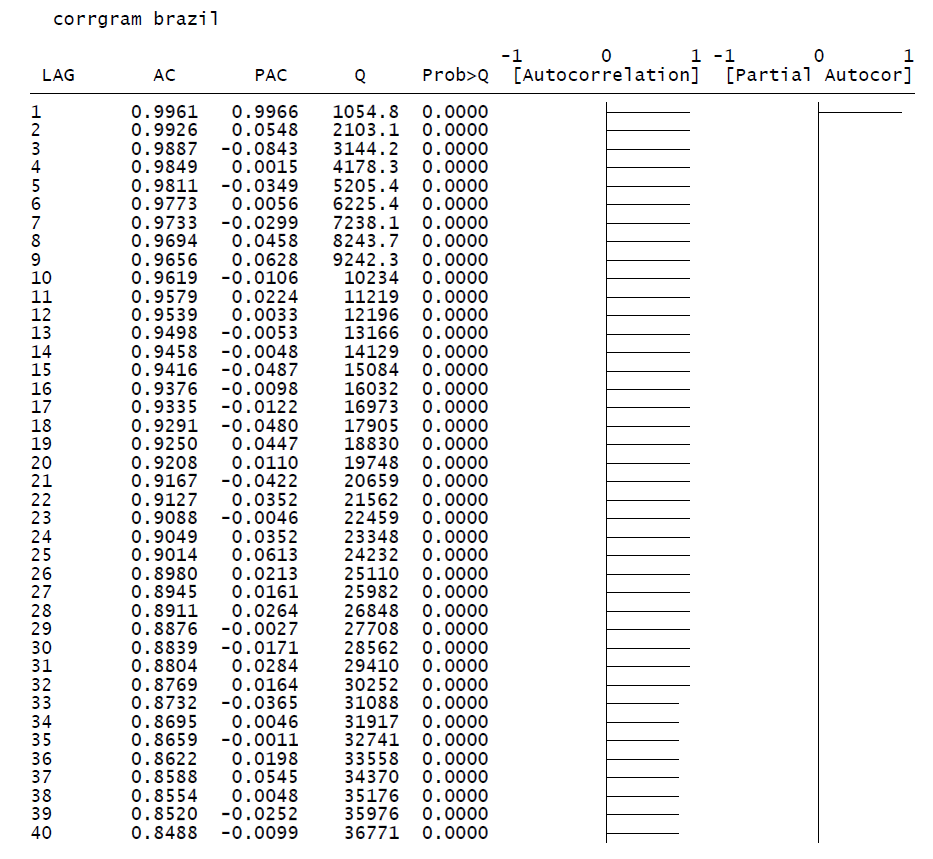 corrgram brazil
-1 0 1 -1 0 1
LAG AC PAC Q Prob>Q [Autocorrelation] [Partial Autocor]
1 0.9961 0.9966 1054.8 0.0000
2 0.9926 0.0548 2103.1 0.0000
3 0.9887 -0.0843 3144.2 0.0000
4 0.9849 0.0015 4178.3 0.0000
5 0.9811 -0.0349 5205.4 0.0000
6 0.9773 0.0056 6225.4 0.0000
7 0.9733 -0.0299 7238.1 0.0000
8 0.9694 0.0458 8243.7 0.0000
9 0.9656 0.0628 9242.3 0.0000
10 0.9619 -0.0106 10234 0.0000
11 0.9579 0.0224 11219 0.0000
12 0.9539 0.0033 12196 0.0000
13 0.9498 -0.0053 13166 0.0000
14 0.9458 -0.0048 14129 0.0000
15 0.9416 -0.0487 15084 0.0000
16 0.9376 -0.0098 16032 0.0000
17 0.9335 -0.0122 16973 0.0000
18 0.9291 -0.0480 17905 0.0000
19 0.9250 0.0447 18830 0.0000
20 0.9208 0.0110 19748 0.0000
21 0.9167 -0.0422 20659 0.0000
22 0.9127 0.0352 21562 0.0000
23 0.9088 -0.0046 22459 0.0000
24 0.9049 0.0352 23348 0.0000
25 0.9014 0.0613 24232 0.0000
26 0.8980 0.0213 25110 0.0000
27 0.8945 0.0161 25982 0.0000
28 0.8911 0.0264 26848 0.0000
29 0.8876 -0.0027 27708 0.0000
30 0.8839 -0.0171 28562 0.0000
31 0.8804 0.0284 29410 0.0000
32 0.8769 0.0164 30252 0.0000
33 0.8732 -0.0365 31088 0.0000
34 0.8695 0.0046 31917 0.0000
35 0.8659 -0.0011 32741 0.0000
36 0.8622 0.0198 33558 0.0000
37 0.8588 0.0545 34370 0.0000
38 0.8554 0.0048 35176 0.0000
39 0.8520 -0.0252 35976 0.0000
40 0.8488 -0.0099 36771 0.0000